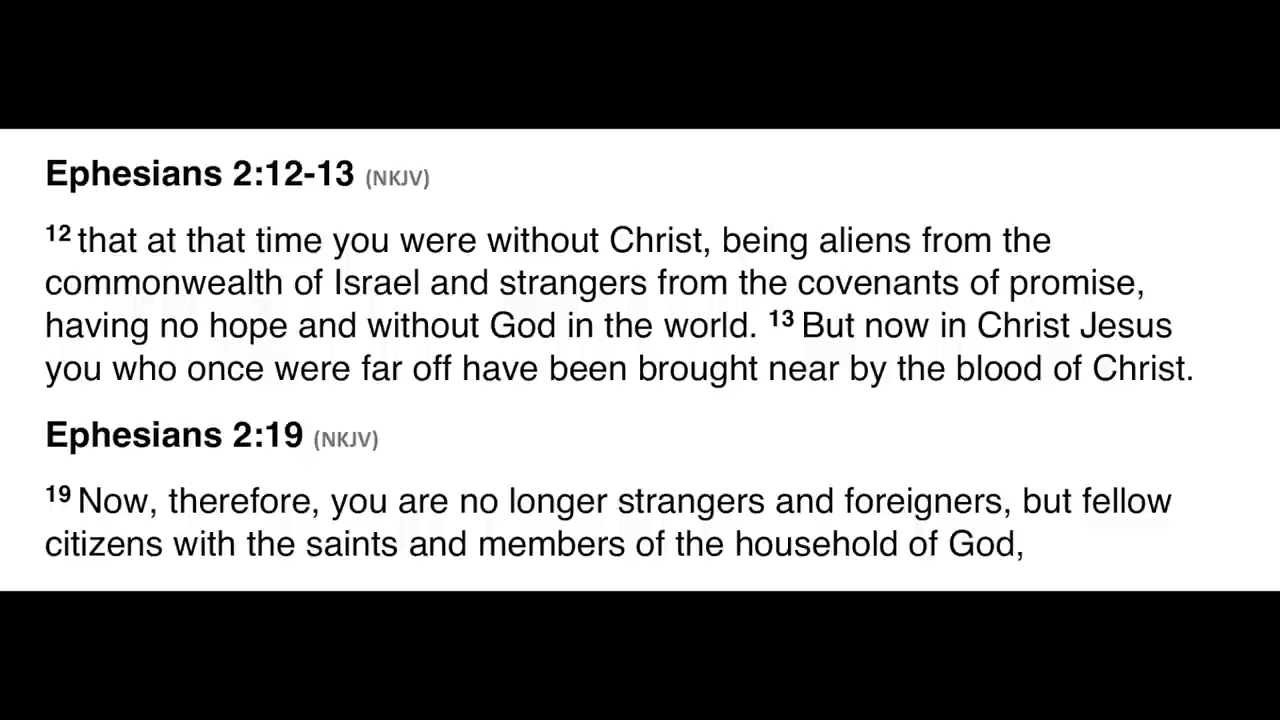 Ephesians 2:12-13 (NKJV)
12 that at that time you were without Christ, being aliens from the
commonwealth of Israel and strangers from the covenants of promise,
having no hope and without God in the world. 13 But now in Christ Jesus
you who once were far off have been brought near by the blood of Christ.
Ephesians 2:19 (NKJV)
19 Now, therefore, you are no longer strangers and foreigners, but fellow
citizens with the saints and members of the household of God,